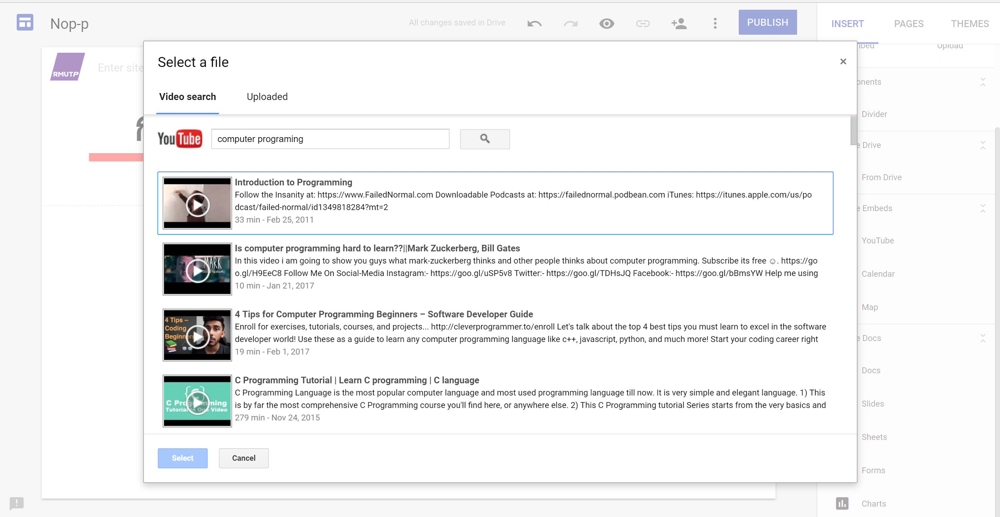 Nop-p
All changes saved in Drive
PUBLISH
INSERT PAGES THEMES
Upload
RMUTP
Enter site
Select a file
×
Video search Uploaded
YouTube
computer programing
Introduction to Programming
Follow the Insanity at: https://www.FailedNormal.com Downloadable Podcasts at: https://failednormal.podbean.com iTunes: https://itunes.apple.com/us/po
dcast/failed-normal/id1349818284?mt=2
33 min - Feb 25, 2011
MARK
Is computer programming hard to learn??||Mark Zuckerberg, Bill Gates
In this video i am going to show you guys what mark-zuckerberg thinks and other people thinks about computer programming. Subscribe its free ☺. https://go
o.gl/H9EeC8 Follow Me On Social-Media Instagram:- https://goo.gl/uSP5v8 Twitter:- https://goo.gl/TDHsJQ Facebook:- https://goo.gl/bBmsYW Help me using
10 min - Jan 21, 2017
4 Tips –
Coding
Beginners
4 Tips for Computer Programming Beginners – Software Developer Guide
Enroll for exercises, tutorials, courses, and projects... http://cleverprogrammer.to/enroll Let's talk about the top 4 best tips you must learn to excel in the software
developer world! Use these as a guide to learn any computer programming language like c++, javascript, python, and much more! Start your coding career right
19 min - Feb 1, 2017
C Programming
Tutorial In One Video
C Programming Tutorial | Learn C programming | C language
C Programming Language is the most popular computer language and most used programming language till now. It is very simple and elegant language. 1) This
is by far the most comprehensive C Programming course you'll find here, or anywhere else. 2) This C Programming tutorial Series starts from the very basics and
279 min - Nov 24, 2015
Select Cancel
onents
Divider
e Drive
From Drive
e Embeds
YouTube
Calendar
Map
e Docs
Docs
Slides
Sheets
Forms
Charts